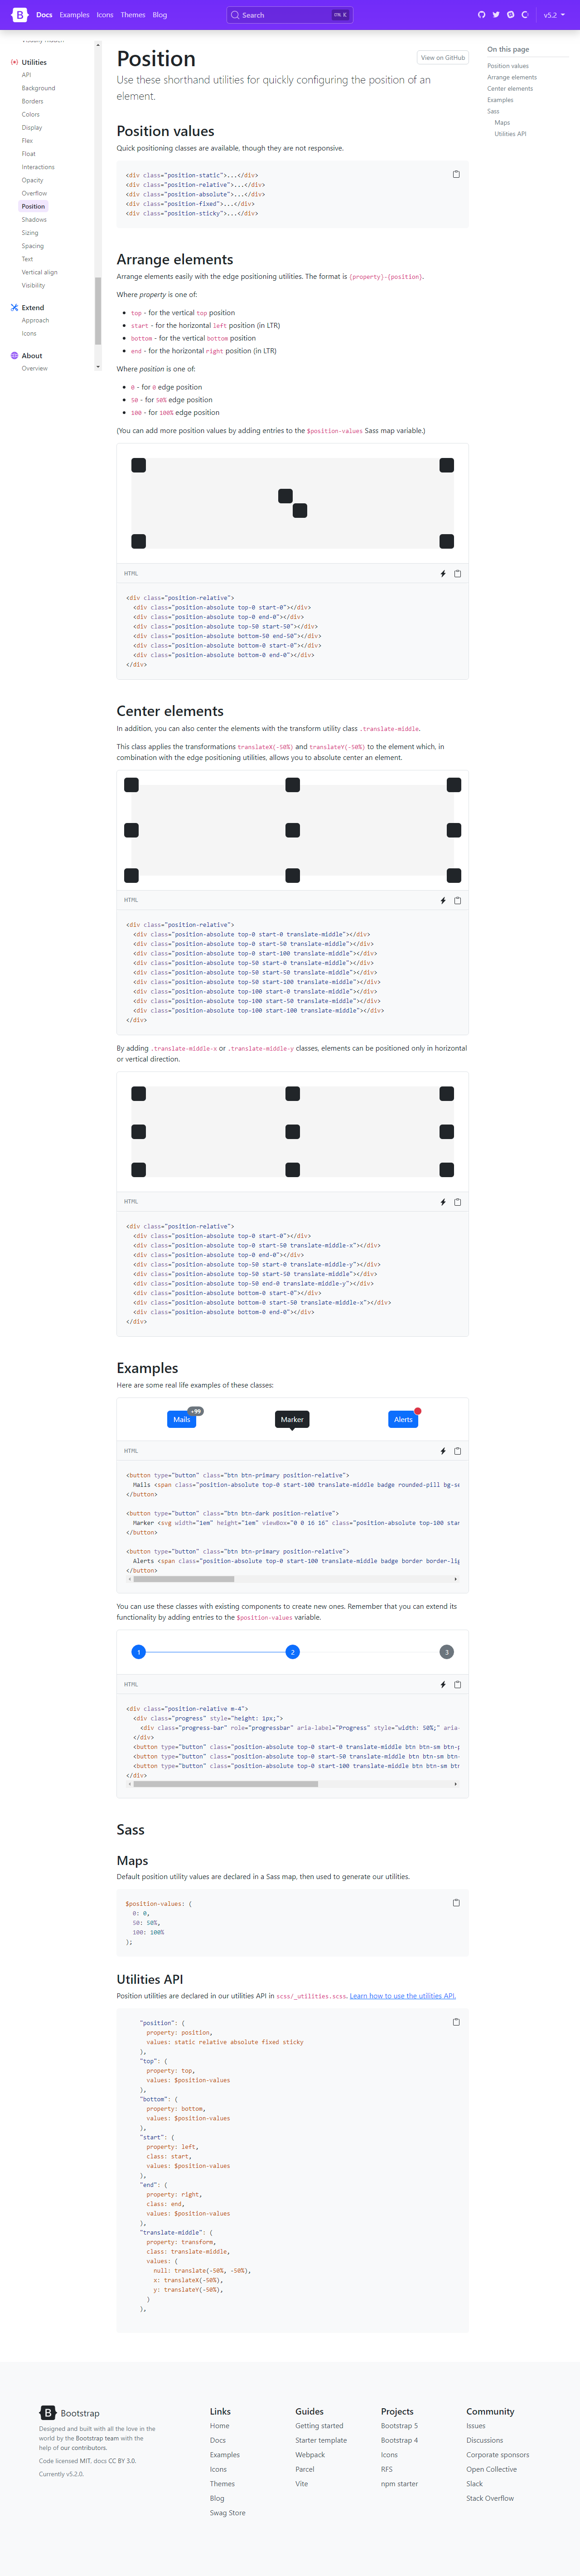 B
Docs
Examples
Icons
Themes
Blog
Search
v5.2
Utilities
API
Background
Borders
Colors
Display
Flex
Float
Interactions
Opacity
Overflow
Position
Shadows
Sizing
Spacing
Text
Vertical align
Visibility
Extend
Approach
Icons
About
Overview
Position
View on GitHub
Use these shorthand utilities for quickly configuring the position of an
element.
On this page
Position values
Arrange elements
Center elements
Examples
Sass
Maps
Utilities API
Position values
Quick positioning classes are available, though they are not responsive.
<div class="position-static">...</div>
<div class="position-relative">...</div>
<div class="position-absolute">...</div>
<div class="position-fixed">...</div>
<div class="position-sticky">...</div>
Arrange elements
Arrange elements easily with the edge positioning utilities. The format is {property}-{position}.
Where property is one of:
• top - for the vertical top position
• start - for the horizontal left position (in LTR)
• bottom - for the vertical bottom position
• end - for the horizontal right position (in LTR)
Where position is one of:
• 0 - for 0 edge position
• 50 - for 50% edge position
• 100 - for 100% edge position
(You can add more position values by adding entries to the $position-values Sass map variable.)
HTML
<div class="position-relative">
<div class="position-absolute top-0 start-0"></div>
<div class="position-absolute top-0 end-0"></div>
<div class="position-absolute top-50 start-50"></div>
<div class="position-absolute bottom-50 end-50"></div>
<div class="position-absolute bottom-0 start-0"></div>
<div class="position-absolute bottom-0 end-0"></div>
</div>
Center elements
In addition, you can also center the elements with the transform utility class .translate-middle.
This class applies the transformations translateX(-50%) and translateY(-50%) to the element which, in
combination with the edge positioning utilities, allows you to absolute center an element.
HTML
<div class="position-relative">
<div class="position-absolute top-0 start-0 translate-middle"></div>
<div class="position-absolute top-0 start-50 translate-middle"></div>
<div class="position-absolute top-0 start-100 translate-middle"></div>
<div class="position-absolute top-50 start-0 translate-middle"></div>
<div class="position-absolute top-50 start-50 translate-middle"></div>
<div class="position-absolute top-50 start-100 translate-middle"></div>
<div class="position-absolute top-100 start-0 translate-middle"></div>
<div class="position-absolute top-100 start-50 translate-middle"></div>
<div class="position-absolute top-100 start-100 translate-middle"></div>
</div>
By adding .translate-middle-x or .translate-middle-y classes, elements can be positioned only in horizontal
or vertical direction.
HTML
<div class="position-relative">
<div class="position-absolute top-0 start-0"></div>
<div class="position-absolute top-0 start-50 translate-middle-x"></div>
<div class="position-absolute top-0 end-0"></div>
<div class="position-absolute top-50 start-0 translate-middle-y"></div>
<div class="position-absolute top-50 start-50 translate-middle"></div>
<div class="position-absolute top-50 end-0 translate-middle-y"></div>
<div class="position-absolute bottom-0 start-0"></div>
<div class="position-absolute bottom-0 start-50 translate-middle-x"></div>
<div class="position-absolute bottom-0 end-0"></div>
</div>
Examples
Here are some real life examples of these classes:
Mails +99
Marker
Alerts
HTML
<button type="button" class="btn btn-primary position-relative">
Mails <span class="position-absolute top-0 start-100 translate-middle badge rounded-pill bg-se
</button>
<button type="button" class="btn btn-dark position-relative">
Marker <svg width="1em" height="1em" viewBox="0 0 16 16" class="position-absolute top-100 star
</button>
<button type="button" class="btn btn-primary position-relative">
Alerts <span class="position-absolute top-0 start-100 translate-middle badge border border-lig
</button>
You can use these classes with existing components to create new ones. Remember that you can extend its
functionality by adding entries to the $position-values variable.
1
2
3
HTML
<div class="position-relative m-4">
<div class="progress" style="height: 1px;">
<div class="progress-bar" role="progressbar" aria-label="Progress" style="width: 50%;" aria-
</div>
<button type="button" class="position-absolute top-0 start-0 translate-middle btn btn-sm btn-p
<button type="button" class="position-absolute top-0 start-50 translate-middle btn btn-sm btn-
<button type="button" class="position-absolute top-0 start-100 translate-middle btn btn-sm btn
</div>
Sass
Maps
Default position utility values are declared in a Sass map, then used to generate our utilities.
$position-values: (
0: 0,
50: 50%,
100: 100%
);
Utilities API
Position utilities are declared in our utilities API in scss/_utilities.scss. Learn how to use the utilities API.
"position": (
property: position,
values: static relative absolute fixed sticky
),
"top": (
property: top,
values: $position-values
),
"bottom": (
property: bottom,
values: $position-values
),
"start": (
property: left,
class: start,
values: $position-values
),
"end": (
property: right,
class: end,
values: $position-values
),
"translate-middle": (
property: transform,
class: translate-middle,
values: (
null: translate(-50%, -50%),
x: translateX(-50%),
y: translateY(-50%),
)
),
B Bootstrap
Designed and built with all the love in the
world by the Bootstrap team with the
help of our contributors.
Code licensed MIT, docs CC BY 3.0.
Currently v5.2.0.
Links
Home
Docs
Examples
Icons
Themes
Blog
Swag Store
Guides
Getting started
Starter template
Webpack
Parcel
Vite
Projects
Bootstrap 5
Bootstrap 4
Icons
RFS
npm starter
Community
Issues
Discussions
Corporate sponsors
Open Collective
Slack
Stack Overflow